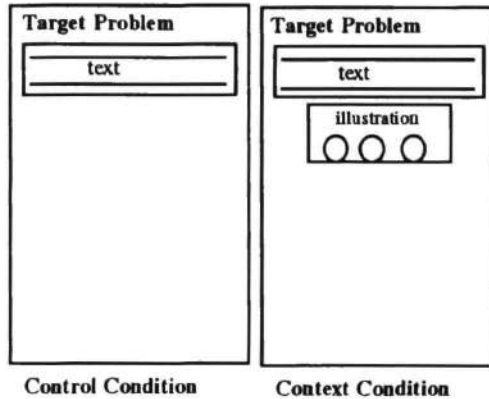 Target Problem
text
Control Condition
Target Problem
text
illustration
Context Condition